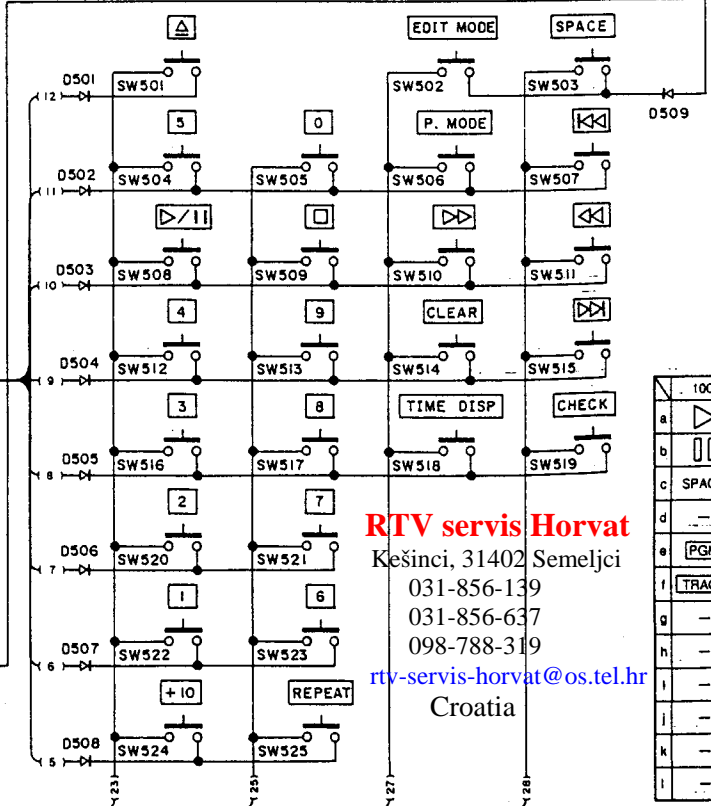 EDIT MODE SPACE
D501
12
SW501 SW502 SW503
D509
5 0 P. MODE
D502
11
SW504 SW505 SW506 SW507
D503
10
SW508 SW509 SW510 SW511
4 9 CLEAR
D504
9
SW512 SW513 SW514 SW515
3 8 TIME DISP CHECK
D505
8
SW516 SW517 SW518 SW519
2 7
D506
7
SW520 SW521
1 6
D507
6
SW522 SW523
+10 REPEAT
D508
5
SW524 SW525
23 25 27 28
RTV servis Horvat
Kešinci, 31402 Semeljci
031-856-139
031-856-637
098-788-319
rtv-servis-horvat@os.tel.hr
Croatia
100
a
b
c SPAC
d –
e PGM
f TRAC
g –
h –
i –
j –
k –
l –